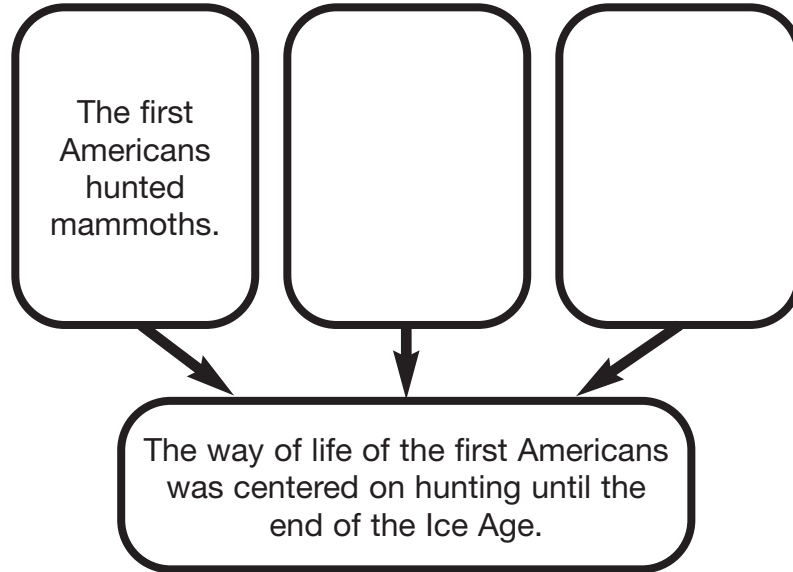 The first
Americans
hunted
mammoths.
The way of life of the first Americans
was centered on hunting until the
end of the Ice Age.